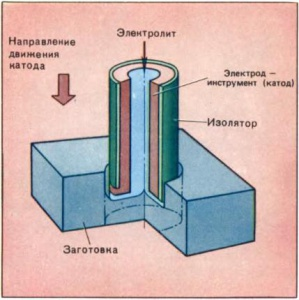 Направление
движения
катода
Электролит
Электрод —
инструмент (катод)
Изолятор
Заготовка